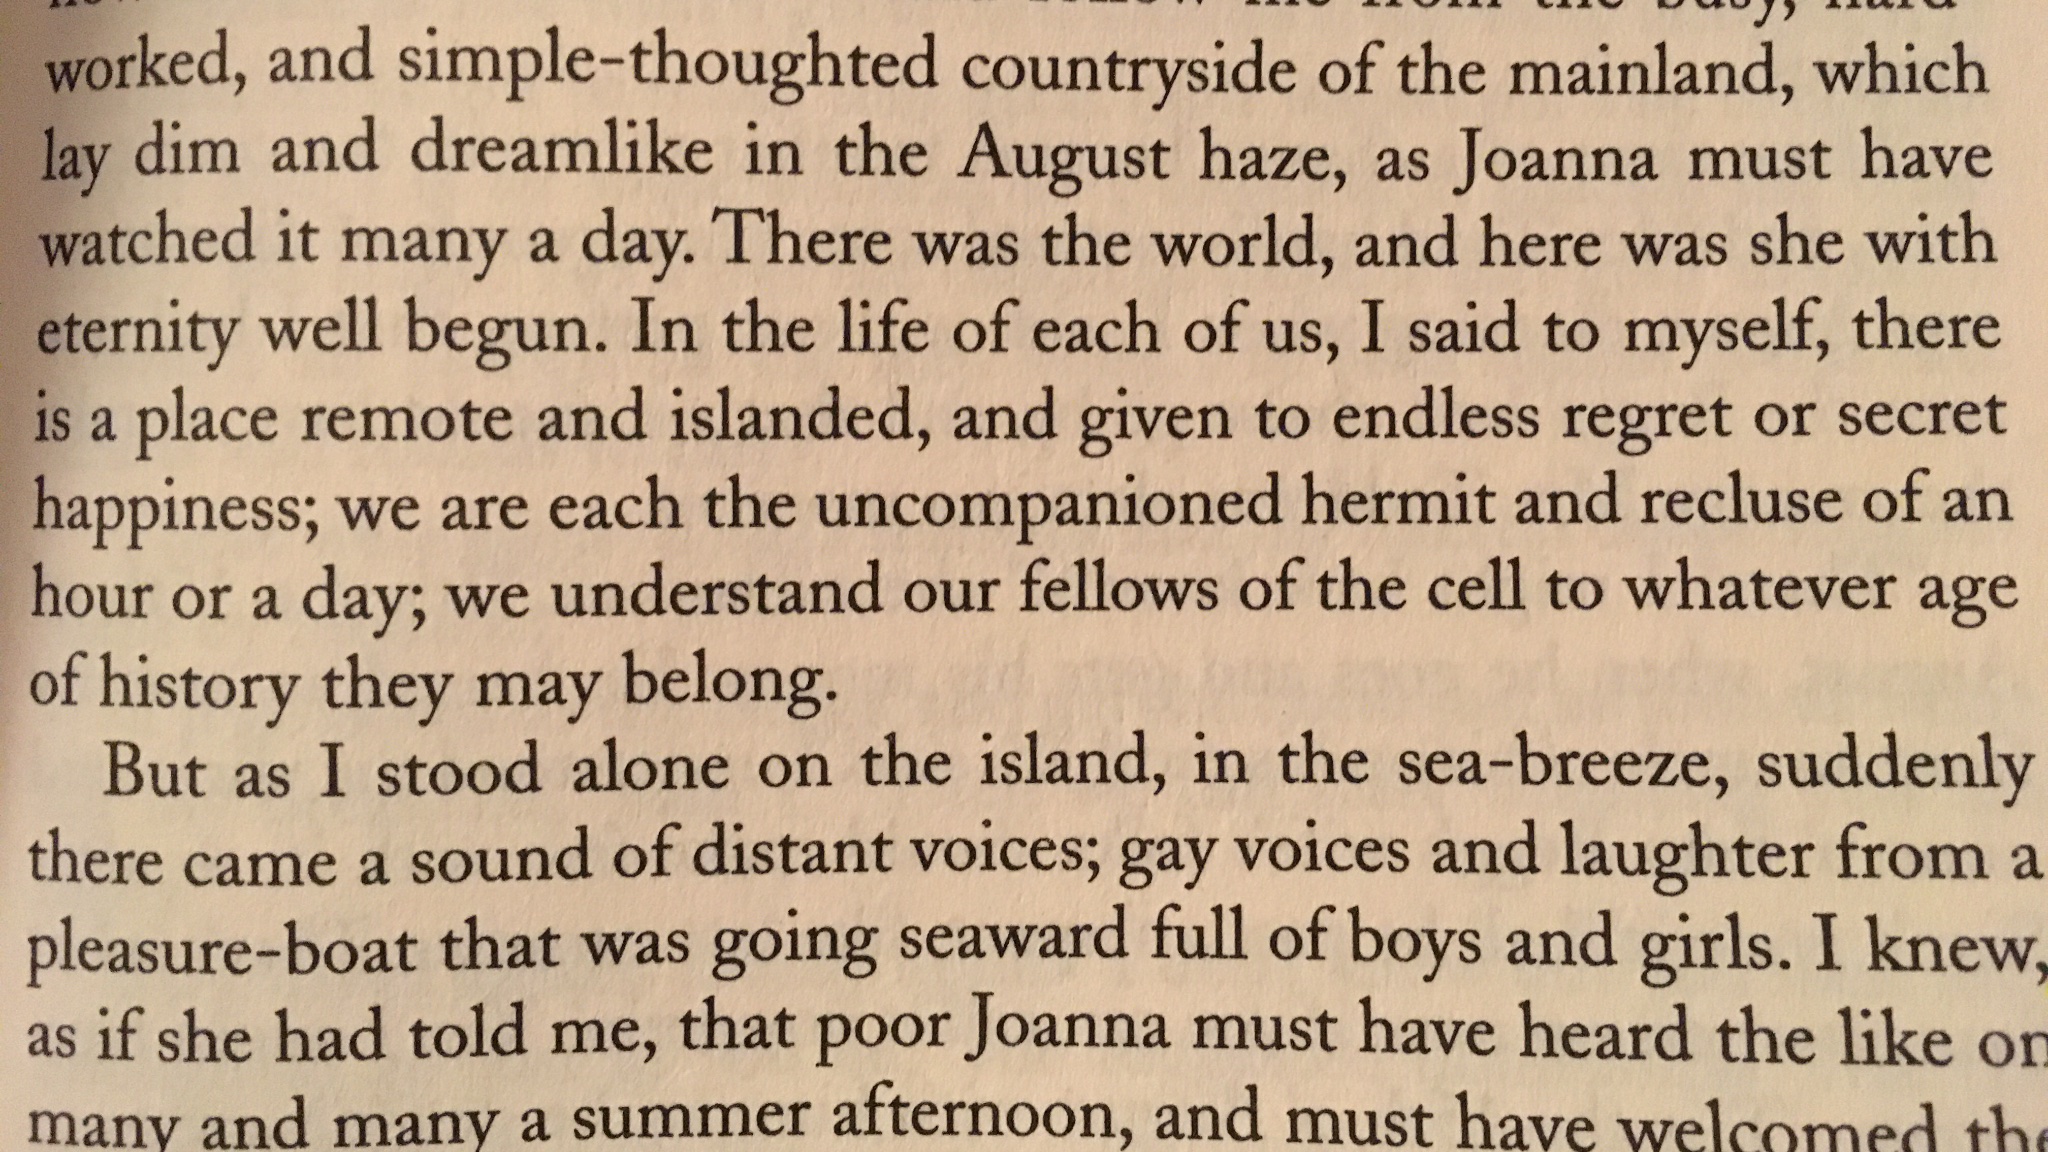 me from the busy, hard
worked, and simple-thoughted countryside of the mainland, which
lay dim and dreamlike in the August haze, as Joanna must have
watched it many a day. There was the world, and here was she with
eternity well begun. In the life of each of us, I said to myself, there
is a place remote and islanded, and given to endless regret or secret
happiness; we are each the uncompanioned hermit and recluse of an
hour or a day; we understand our fellows of the cell to whatever age
of history they may belong.
But as I stood alone on the island, in the sea-breeze, suddenly
there came a sound of distant voices; gay voices and laughter from a
pleasure-boat that was going seaward full of boys and girls. I knew,
as if she had told me, that poor Joanna must have heard the like on
many and many a summer afternoon, and must have welcomed the